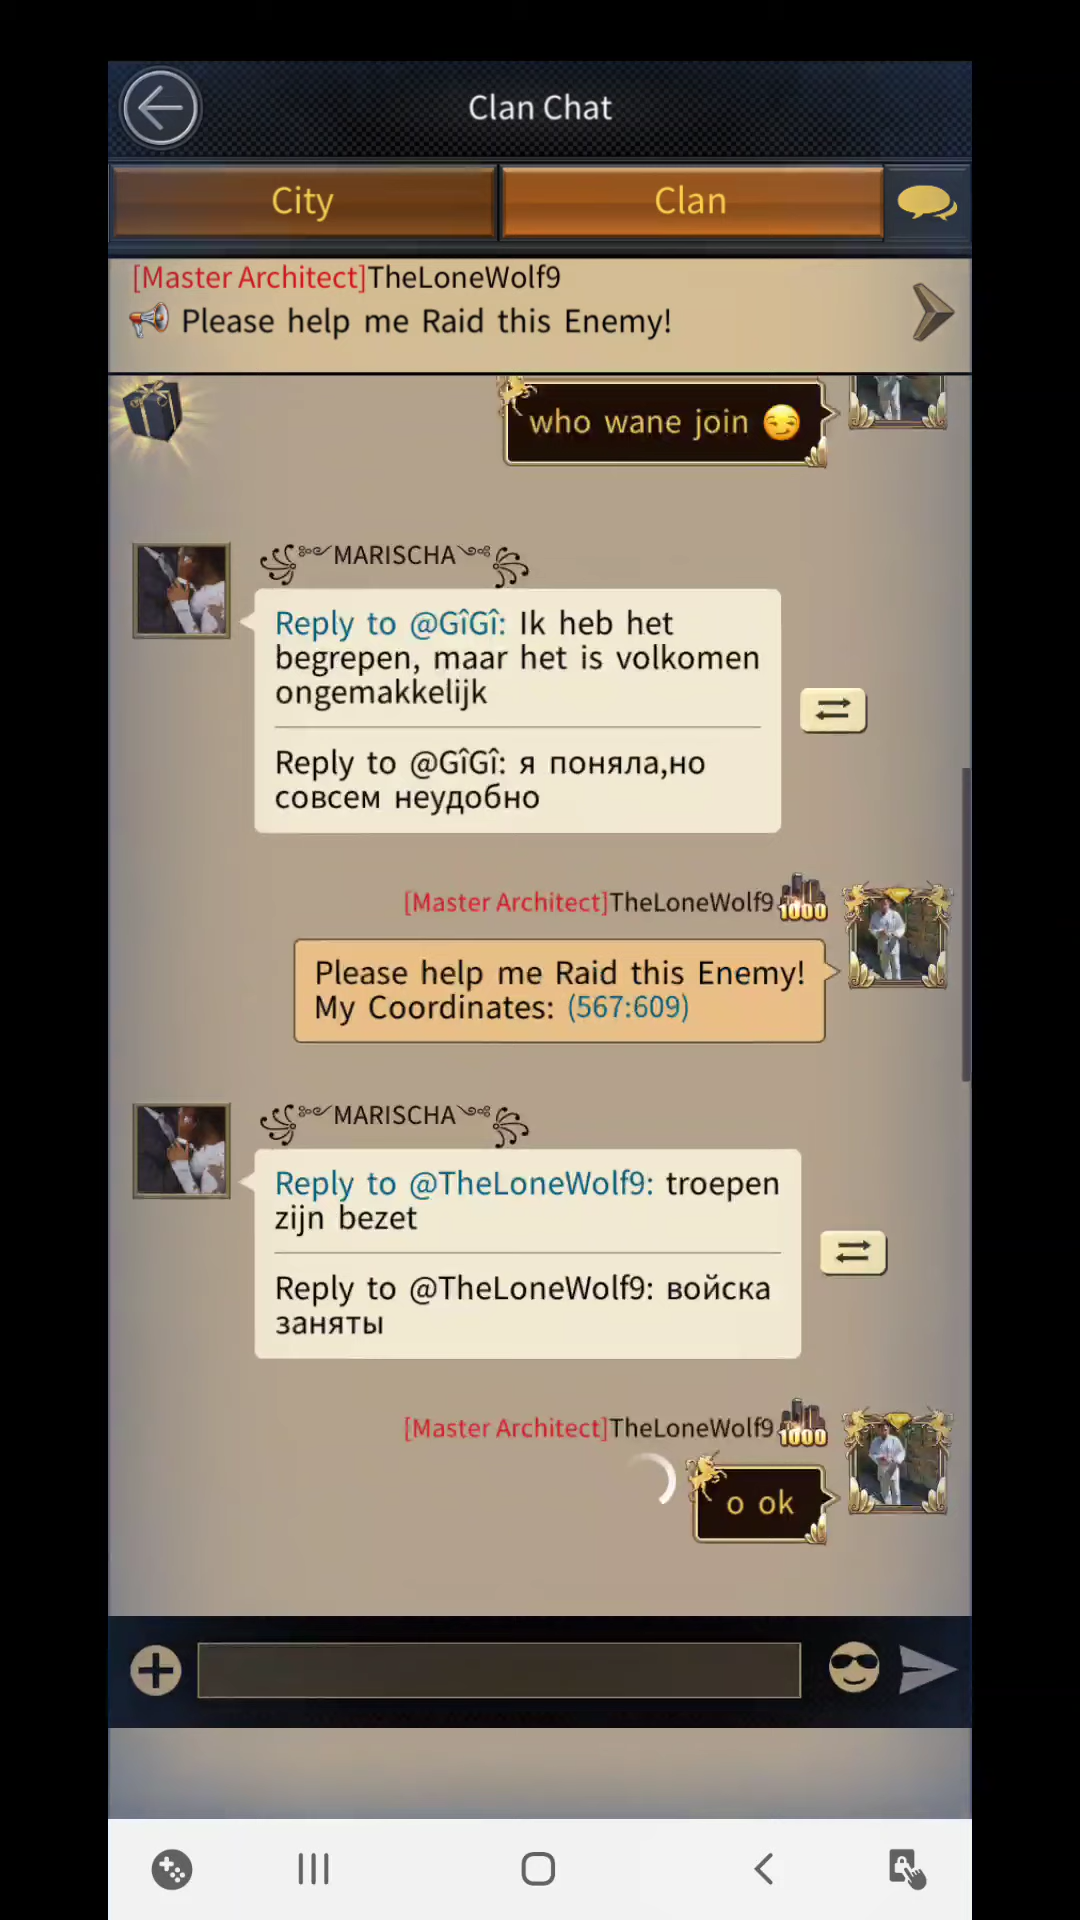 Clan Chat
City
Clan
[Master Architect]TheLoneWolf9
Please help me Raid this Enemy!
who wane join 😏
MARISCHA
Reply to @GîGî: Ik heb het
begrepen, maar het is volkomen
ongemakkelijk
Reply to @GîGî: я поняла,но
совсем неудобно
[Master Architect]TheLoneWolf9
1000
Please help me Raid this Enemy!
My Coordinates: (567:609)
MARISCHA
Reply to @TheLoneWolf9: troepen
zijn bezet
Reply to @TheLoneWolf9: войска
заняты
[Master Architect]TheLoneWolf9
1000
o ok